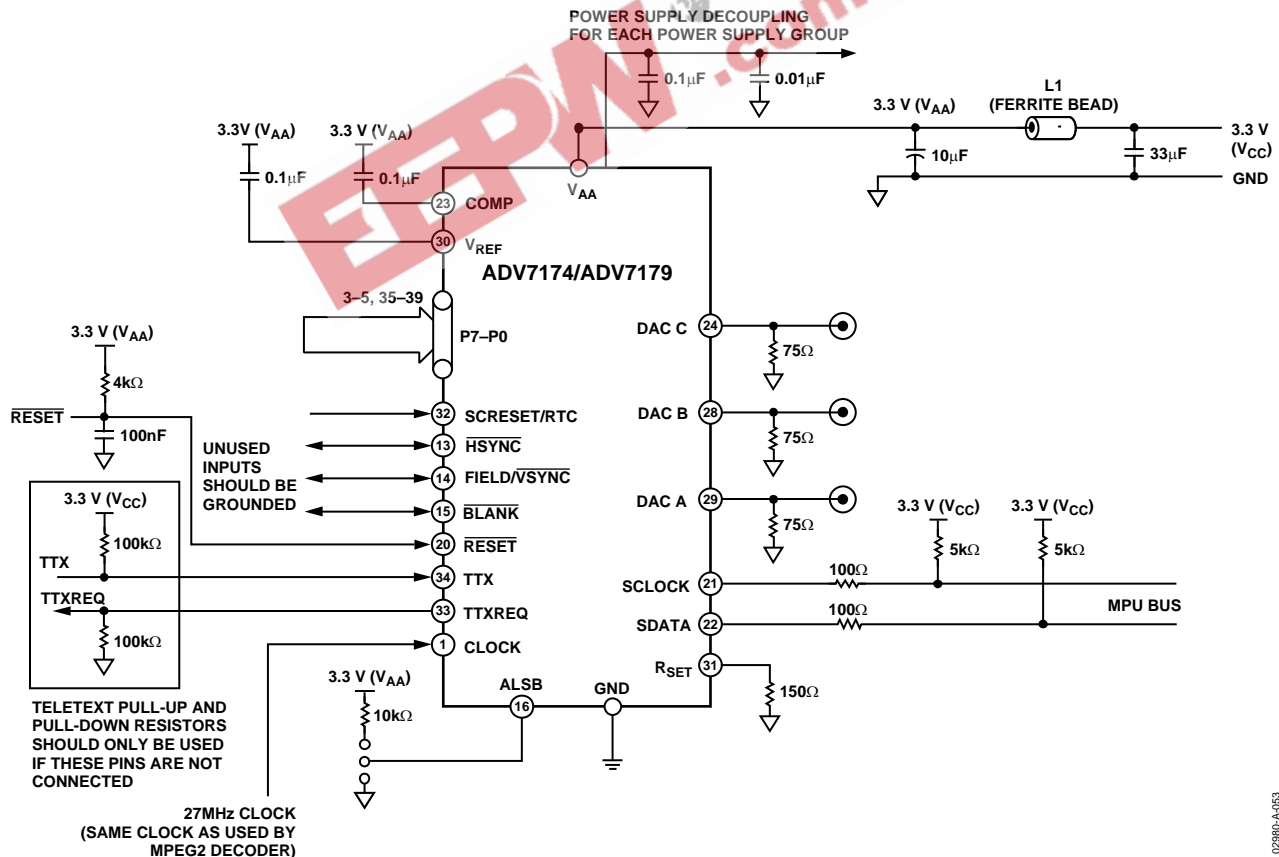 POWER SUPPLY DECOUPLING
FOR EACH POWER SUPPLY GROUP
0.1μF
0.01μF
L1
(FERRITE BEAD)
3.3 V (VAA)
10μF
33μF
3.3 V
(VCC)
GND
3.3V (VAA)
3.3 V (VAA)
0.1μF
0.1μF
VAA
23
COMP
30
VREF
ADV7174/ADV7179
3–5, 35–39
P7–P0
3.3 V (VAA)
4kΩ
RESET
100nF
UNUSED
INPUTS
SHOULD BE
GROUNDED
32
SCRESET/RTC
13
HSYNC
14
FIELD/VSYNC
15
BLANK
20
RESET
34
TTX
33
TTXREQ
1
CLOCK
3.3 V (VCC)
100kΩ
TTX
TTXREQ
100kΩ
TELETEXT PULL-UP AND
PULL-DOWN RESISTORS
SHOULD ONLY BE USED
IF THESE PINS ARE NOT
CONNECTED
27MHz CLOCK
(SAME CLOCK AS USED BY
MPEG2 DECODER)
3.3 V (VAA)
10kΩ
ALSB
16
GND
DAC C
24
75Ω
DAC B
28
75Ω
DAC A
29
75Ω
SCLOCK
21
100Ω
SDATA
22
100Ω
3.3 V (VCC)
3.3 V (VCC)
5kΩ
5kΩ
MPU BUS
RSET
31
150Ω
02980-A-053
EEPW
.com